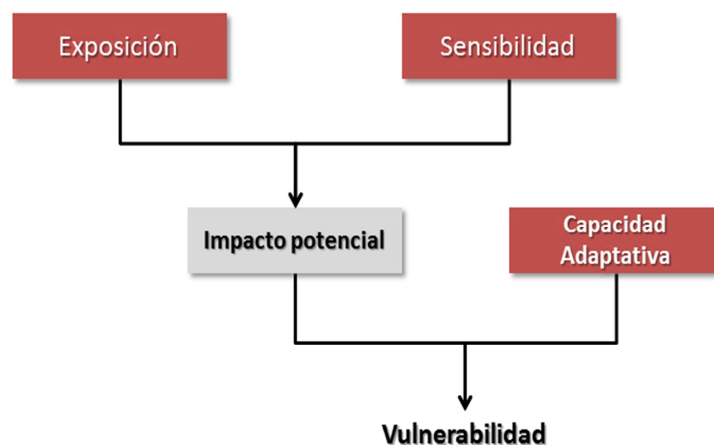 Exposición
Sensibilidad
Impacto potencial
Capacidad
Adaptativa
Vulnerabilidad